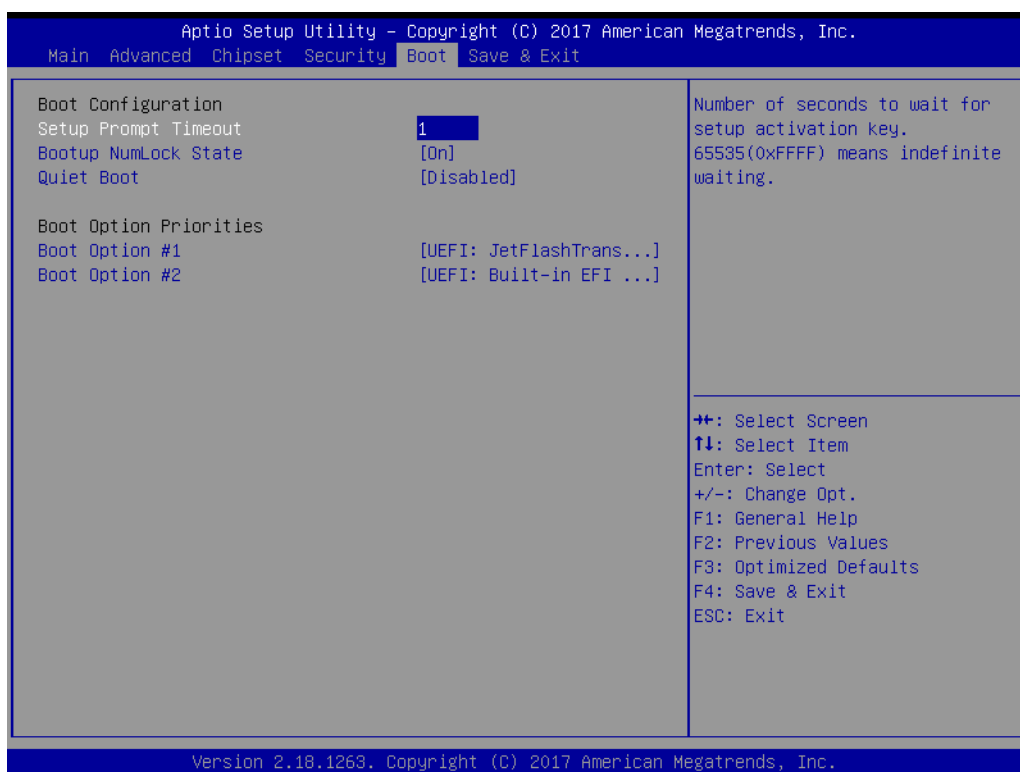 Aptio Setup Utility – Copyright (C) 2017 American Megatrends, Inc.
Main Advanced Chipset Security Boot Save & Exit
Boot Configuration
Setup Prompt Timeout 1
Bootup NumLock State [On]
Quiet Boot [Disabled]
Boot Option Priorities
Boot Option #1 [UEFI: JetFlashTrans...]
Boot Option #2 [UEFI: Built-in EFI ...]
Number of seconds to wait for
setup activation key.
65535(0xFFFF) means indefinite
waiting.
→←: Select Screen
↑↓: Select Item
Enter: Select
+/-: Change Opt.
F1: General Help
F2: Previous Values
F3: Optimized Defaults
F4: Save & Exit
ESC: Exit
Version 2.18.1263. Copyright (C) 2017 American Megatrends, Inc.